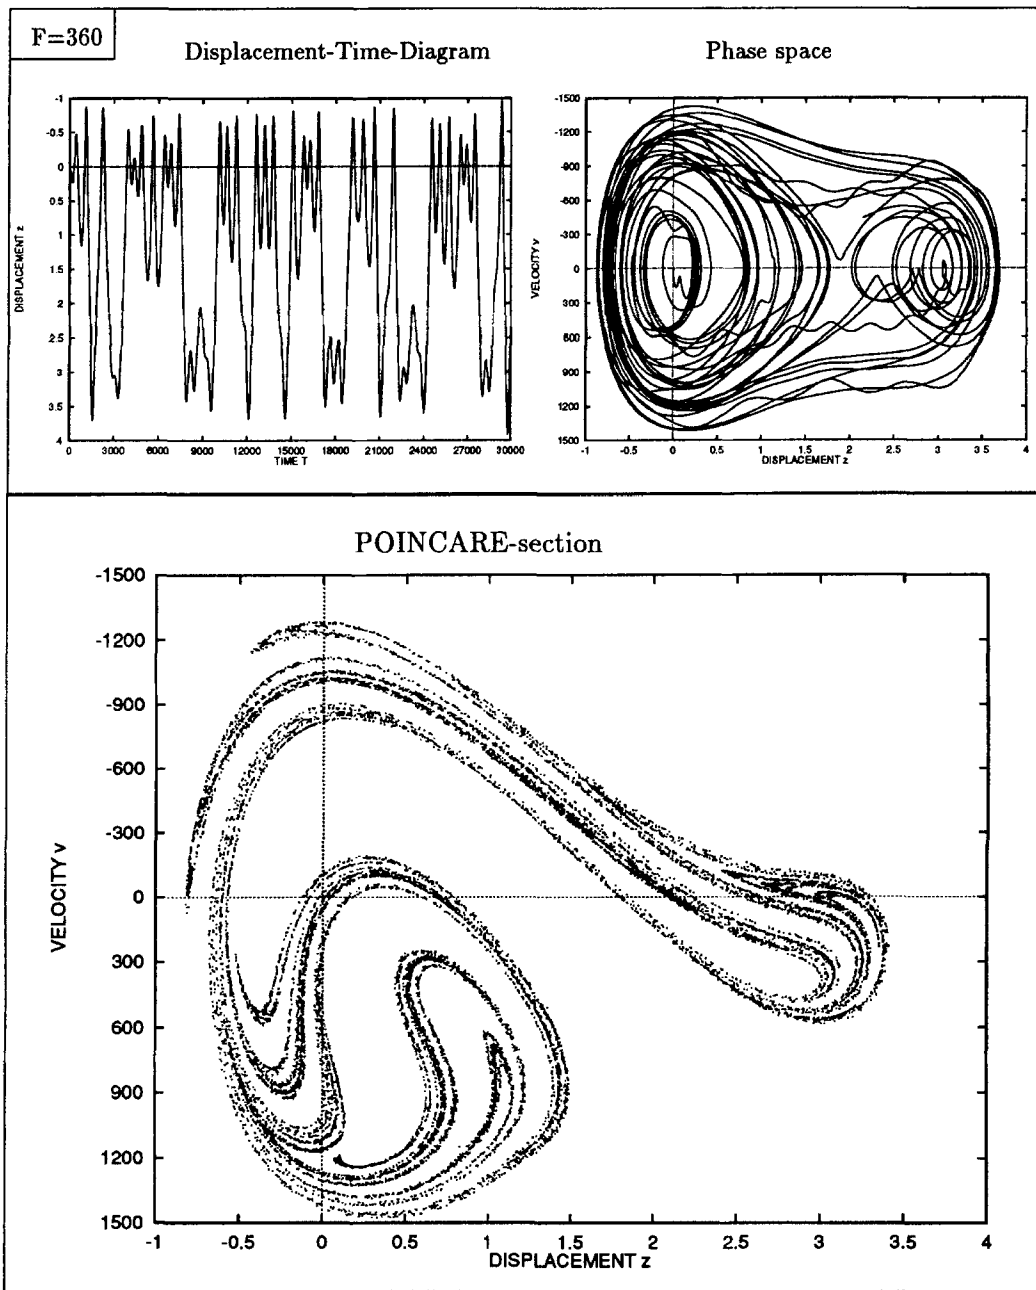 F=360
Displacement-Time-Diagram
Phase space
-1
-0.5
0
0.5
1
1.5
2
2.5
3
3.5
4
DISPLACEMENT z
0 3000 6000 9000 12000 15000 18000 21000 24000 27000 30000
TIME T
-1500
-1200
-900
-600
-300
0
300
600
900
1200
1500
VELOCITY v
-1 -0.5 0 0.5 1 1.5 2 2.5 3 3.5 4
DISPLACEMENT z
POINCARE-section
-1500
-1200
-900
-600
-300
0
300
600
900
1200
1500
VELOCITY v
-1 -0.5 0 0.5 1 1.5 2 2.5 3 3.5 4
DISPLACEMENT z